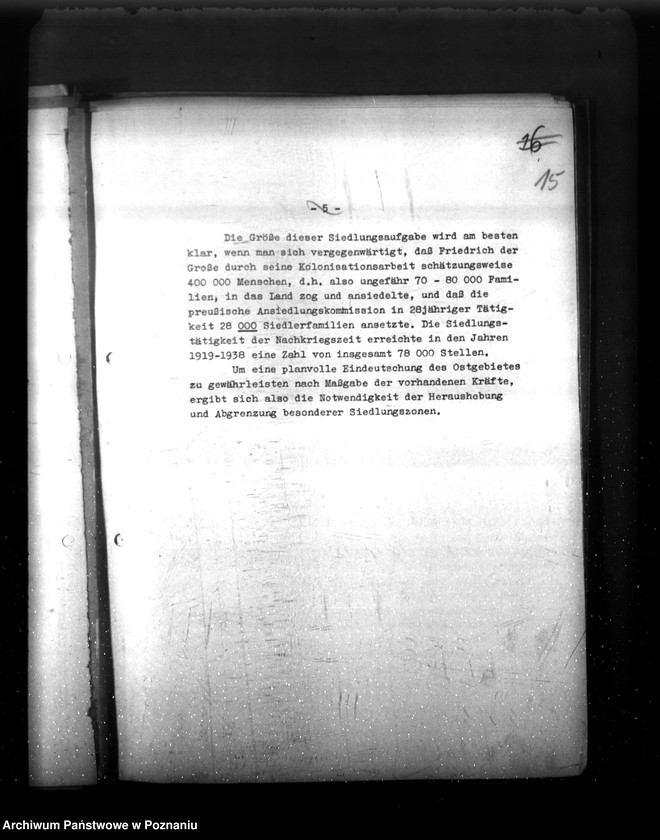 16
15
- 5 -
Die Größe dieser Siedlungsaufgabe wird am besten
klar, wenn man sich vergegenwärtigt, daß Friedrich der
Große durch seine Kolonisationsarbeit schätzungsweise
400 000 Menschen, d.h. also ungefähr 70 - 80 000 Fami-
lien, in das Land zog und ansiedelte, und daß die
preußische Ansiedlungskommission in 28jähriger Tätig-
keit 28 000 Siedlerfamilien ansetzte. Die Siedlungs-
tätigkeit der Nachkriegszeit erreichte in den Jahren
1919-1938 eine Zahl von insgesamt 78 000 Stellen.
Um eine planvolle Eindeutschung des Ostgebietes
zu gewährleisten nach Maßgabe der vorhandenen Kräfte,
ergibt sich also die Notwendigkeit der Heraushebung
und Abgrenzung besonderer Siedlungszonen.
Archiwum Państwowe w Poznaniu